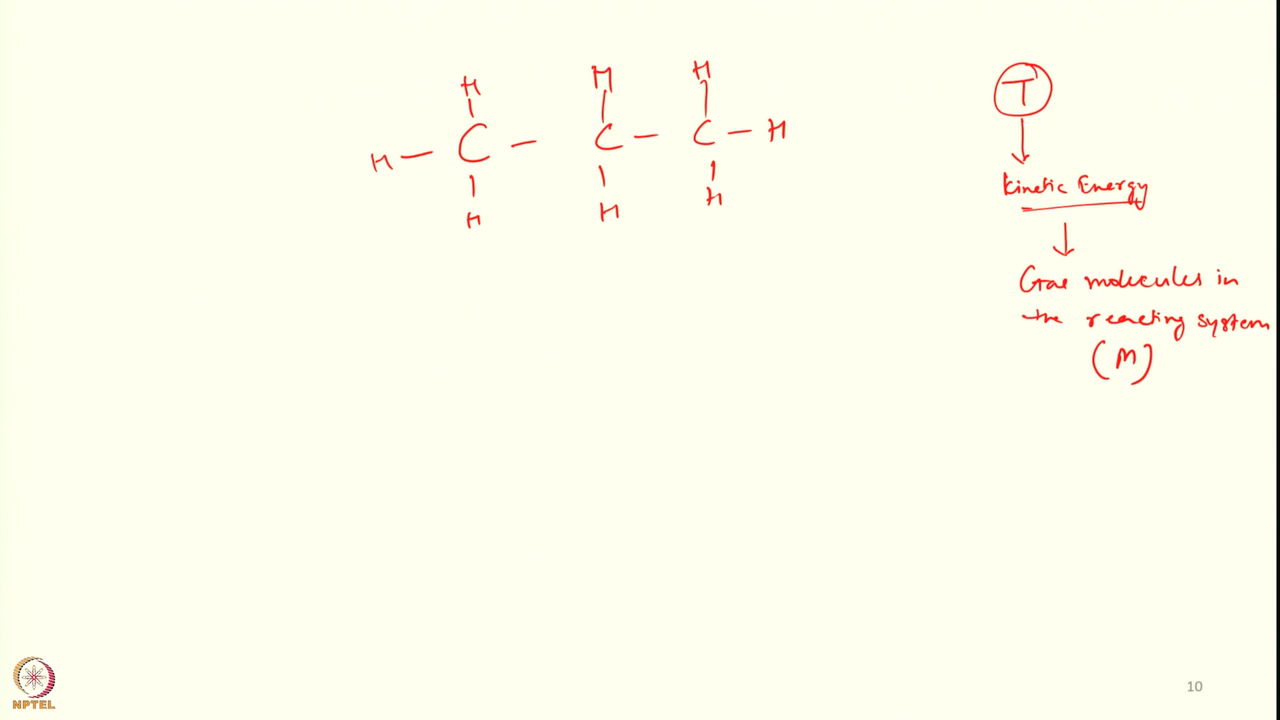 H H H
H — C — C — C — H
H H H
T
Kinetic Energy
Gas molecules in
the reacting system
(M)
NPTEL
10